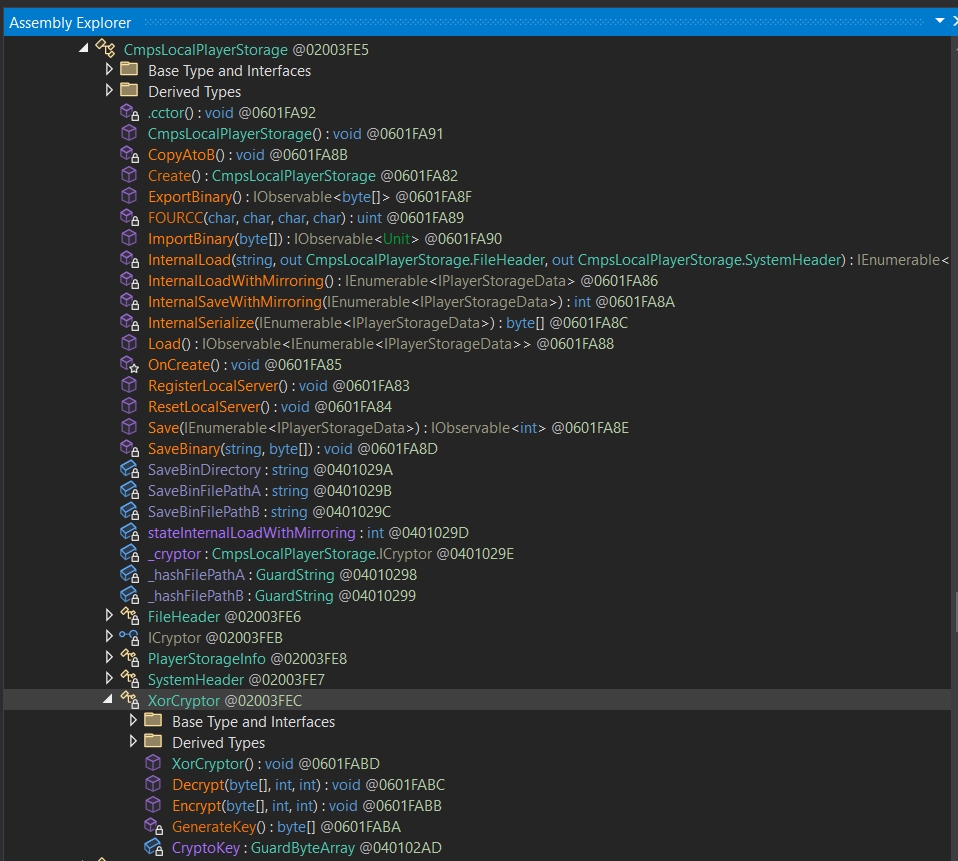 Assembly Explorer
CmpsLocalPlayerStorage @02003FE5
Base Type and Interfaces
Derived Types
.cctor() : void @0601FA92
CmpsLocalPlayerStorage() : void @0601FA91
CopyAtoB() : void @0601FA8B
Create() : CmpsLocalPlayerStorage @0601FA82
ExportBinary() : IObservable<byte[]> @0601FA8F
FOURCC(char, char, char, char) : uint @0601FA89
ImportBinary(byte[]) : IObservable<Unit> @0601FA90
InternalLoad(string, out CmpsLocalPlayerStorage.FileHeader, out CmpsLocalPlayerStorage.SystemHeader) : IEnumerable<
InternalLoadWithMirroring() : IEnumerable<IPlayerStorageData> @0601FA86
InternalSaveWithMirroring(IEnumerable<IPlayerStorageData>) : int @0601FA8A
InternalSerialize(IEnumerable<IPlayerStorageData>) : byte[] @0601FA8C
Load() : IObservable<IEnumerable<IPlayerStorageData>> @0601FA88
OnCreate() : void @0601FA85
RegisterLocalServer() : void @0601FA83
ResetLocalServer() : void @0601FA84
Save(IEnumerable<IPlayerStorageData>) : IObservable<int> @0601FA8E
SaveBinary(string, byte[]) : void @0601FA8D
SaveBinDirectory : string @0401029A
SaveBinFilePathA : string @0401029B
SaveBinFilePathB : string @0401029C
stateInternalLoadWithMirroring : int @0401029D
_cryptor : CmpsLocalPlayerStorage.ICryptor @0401029E
_hashFilePathA : GuardString @04010298
_hashFilePathB : GuardString @04010299
FileHeader @02003FE6
ICryptor @02003FEB
PlayerStorageInfo @02003FE8
SystemHeader @02003FE7
XorCryptor @02003FEC
Base Type and Interfaces
Derived Types
XorCryptor() : void @0601FABD
Decrypt(byte[], int, int) : void @0601FABC
Encrypt(byte[], int, int) : void @0601FABB
GenerateKey() : byte[] @0601FABA
CryptoKey : GuardByteArray @040102AD